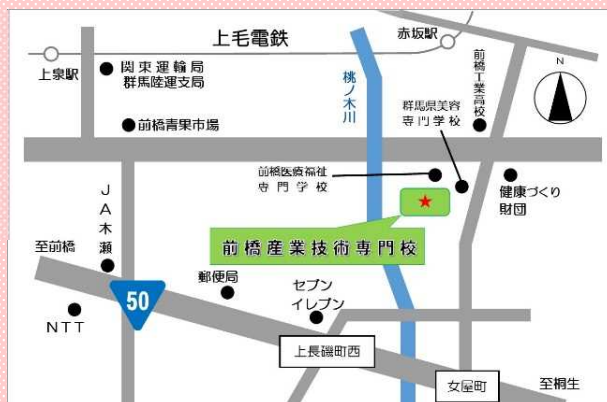 上毛電鉄
赤坂駅
上泉駅
関東運輸局
群馬陸運支局
桃ノ木川
前橋工業高校
N
群馬県美容
専門学校
前橋青果市場
前橋医療福祉
専門学校
健康づくり
財団
JA木瀬
前橋産業技術専門校
至前橋
50
郵便局
セブン
イレブン
NTT
上長磯町西
女屋町
至桐生